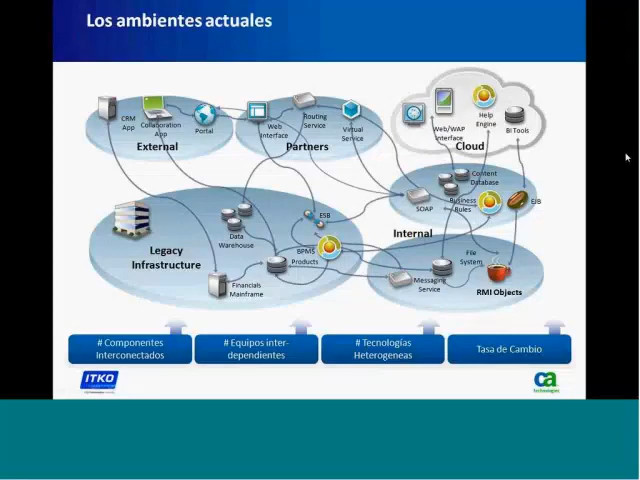 Los ambientes actuales
CRM
App
Collaboration
App
Portal
External
Web
Interface
Routing
Service
Virtual
Service
Partners
Web/WAP
Interface
Help
Engine
BI Tools
Cloud
Content
Database
SOAP
Business
Rules
EJB
Internal
Data
Warehouse
ESB
Legacy
Infrastructure
BPMS
Products
Financials
Mainframe
Messaging
Service
File
System
RMI Objects
# Componentes
Interconectados
# Equipos inter-
dependientes
# Tecnologías
Heterogeneas
Tasa de Cambio
ITKO
ca
technologies